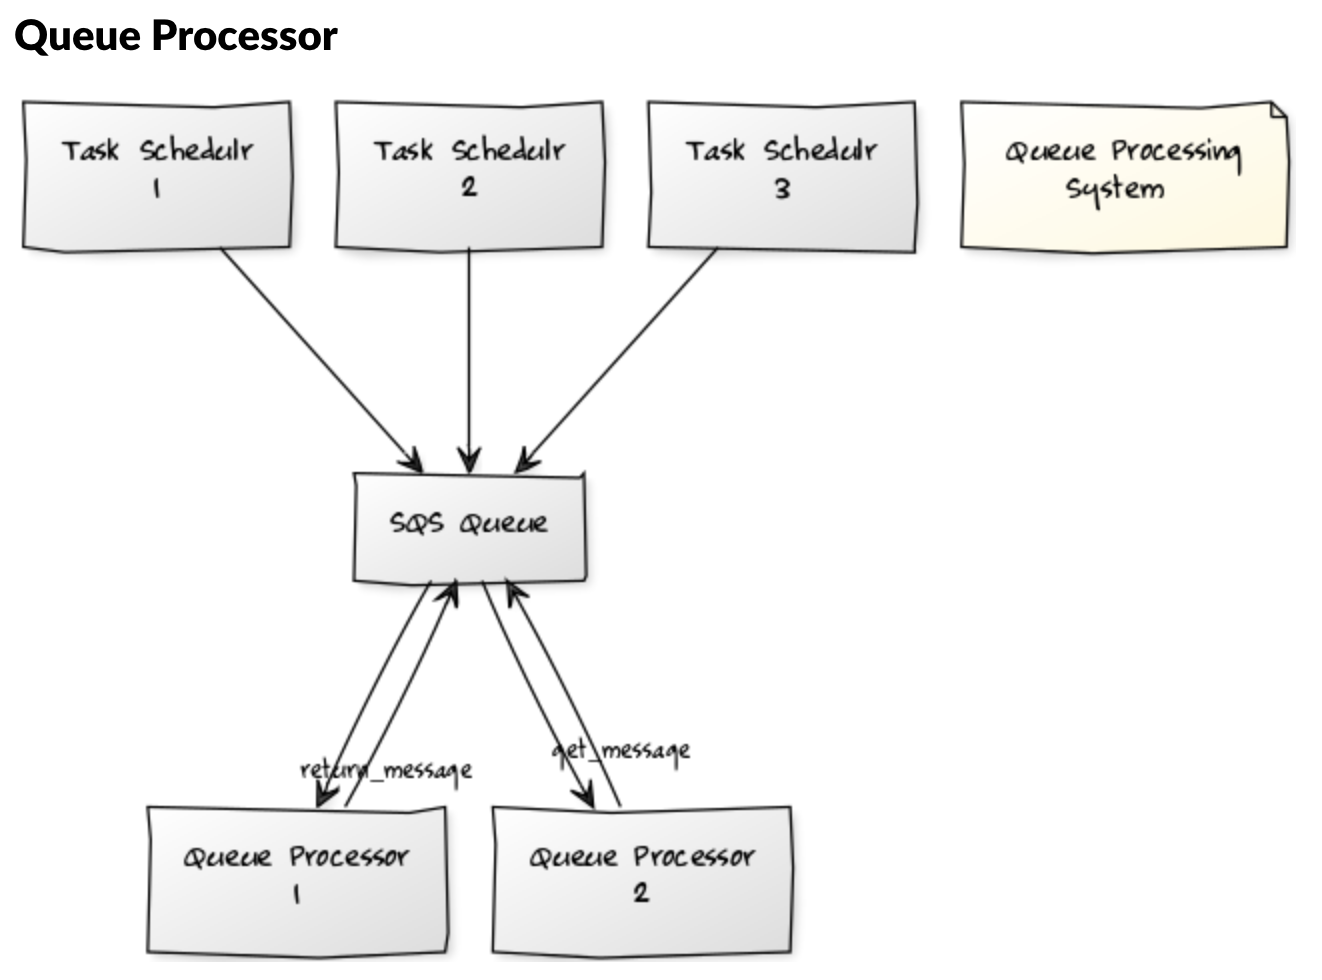 Queue Processor
Task Schedulr
1
Task Schedulr
2
Task Schedulr
3
Queue Processing
System
SQS Queue
get_message
return_message
Queue Processor
1
Queue Processor
2